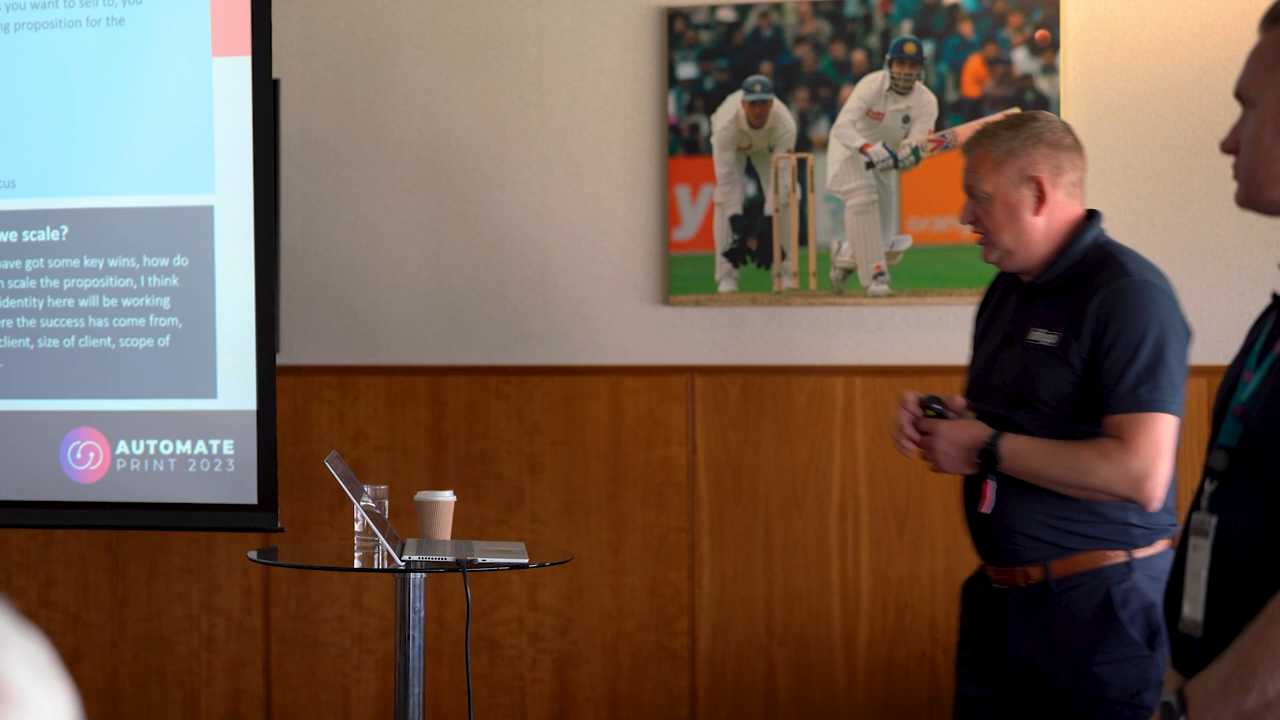 you want to sell to, you
ng proposition for the
cus
we scale?
have got some key wins, how do
scale the proposition, I think
identity here will be working
ere the success has come from,
client, size of client, scope of
AUTOMATE
PRINT 2023
y